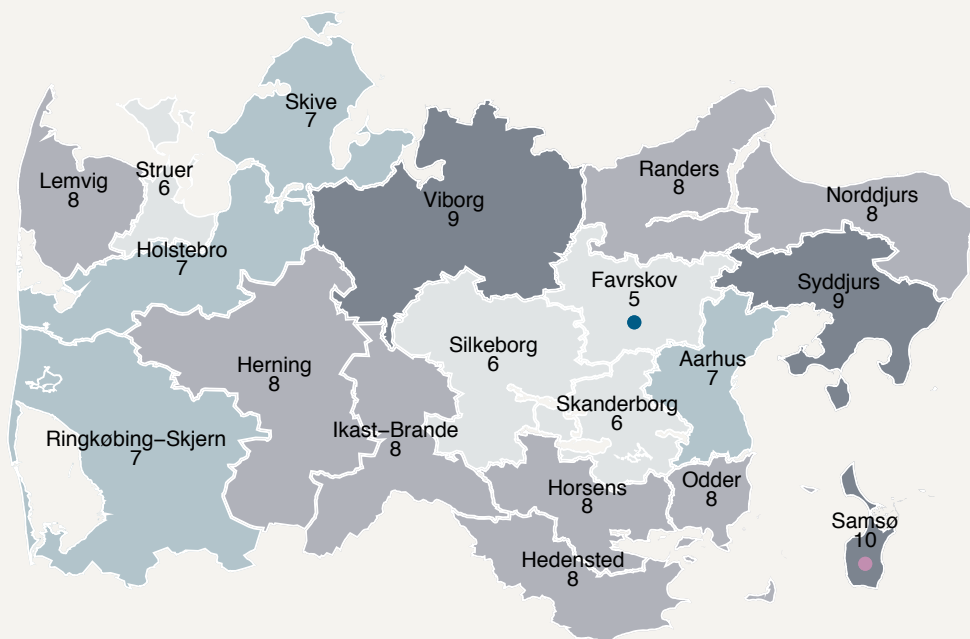 Skive
7
Lemvig
8
Struer
6
Viborg
9
Randers
8
Norddjurs
8
Holstebro
7
Favrskov
5
Syddjurs
9
Silkeborg
6
Aarhus
7
Herning
8
Skanderborg
6
Ringkøbing−Skjern
7
Ikast−Brande
8
Horsens
8
Odder
8
Samsø
10
Hedensted
8